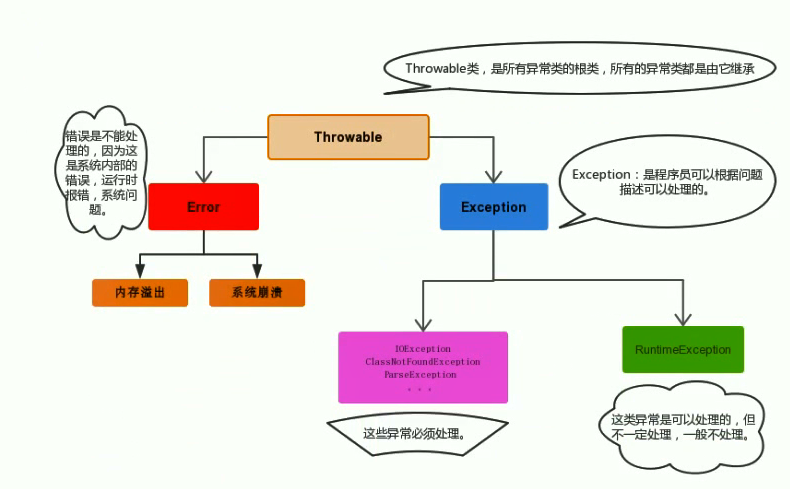 Throwable类，是所有异常类的根类，所有的异常类都是由它继承
Throwable
错误是不能处
理的，因为这
是系统内部的
错误，运行时
报错，系统问
题。
Error
Exception
Exception：是程序员可以根据问题
描述可以处理的。
内存溢出
系统崩溃
IOException
ClassNotFoundException
ParseException
。。。
RuntimeException
这些异常必须处理。
这类异常是可以处理的，但
不一定处理，一般不处理。